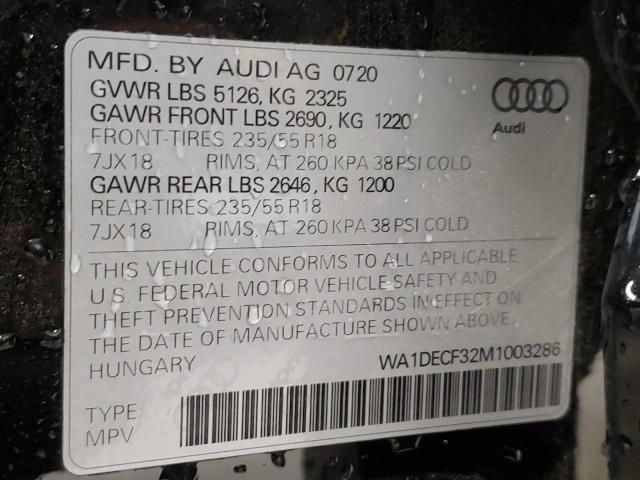 MFD. BY AUDI AG 0720
GVWR LBS 5126, KG 2325
GAWR FRONT LBS 2690, KG 1220
FRONT-TIRES 235/55 R18
7JX18 RIMS, AT 260 KPA 38 PSI COLD
GAWR REAR LBS 2646, KG 1200
REAR-TIRES 235/55 R18
7JX18 RIMS, AT 260 KPA 38 PSI COLD
Audi
THIS VEHICLE CONFORMS TO ALL APPLICABLE
U.S. FEDERAL MOTOR VEHICLE SAFETY AND
THEFT PREVENTION STANDARDS IN EFFECT ON
THE DATE OF MANUFACTURE SHOWN ABOVE.
HUNGARY
WA1DECF32M1003286
TYPE:
MPV